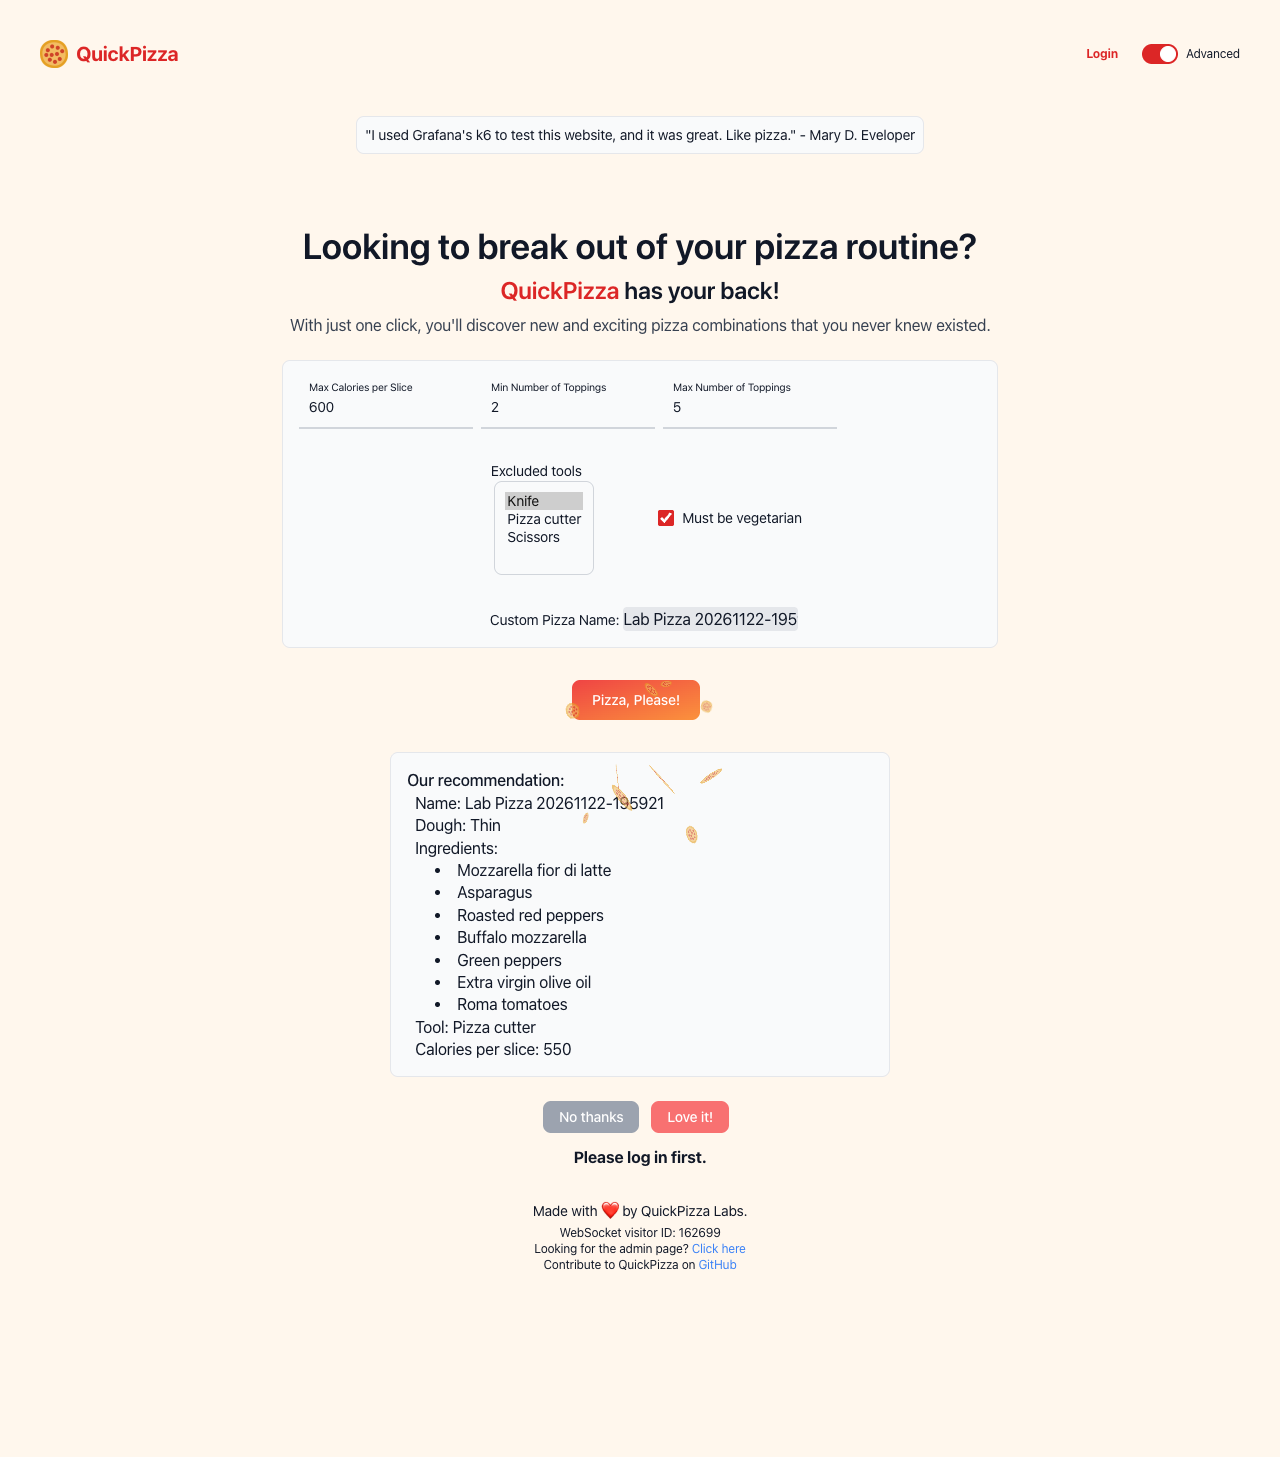 QuickPizza
Login
Advanced
"I used Grafana's k6 to test this website, and it was great. Like pizza." - Mary D. Eveloper
Looking to break out of your pizza routine?
QuickPizza has your back!
With just one click, you'll discover new and exciting pizza combinations that you never knew existed.
Max Calories per Slice
600
Min Number of Toppings
2
Max Number of Toppings
5
Excluded tools
Knife
Pizza cutter
Scissors
Must be vegetarian
Custom Pizza Name: Lab Pizza 20261122-195
Pizza, Please!
Our recommendation:
Name: Lab Pizza 20261122-195921
Dough: Thin
Ingredients:
Mozzarella fior di latte
Asparagus
Roasted red peppers
Buffalo mozzarella
Green peppers
Extra virgin olive oil
Roma tomatoes
Tool: Pizza cutter
Calories per slice: 550
No thanks
Love it!
Please log in first.
Made with ❤️ by QuickPizza Labs.
WebSocket visitor ID: 162699
Looking for the admin page? Click here
Contribute to QuickPizza on GitHub